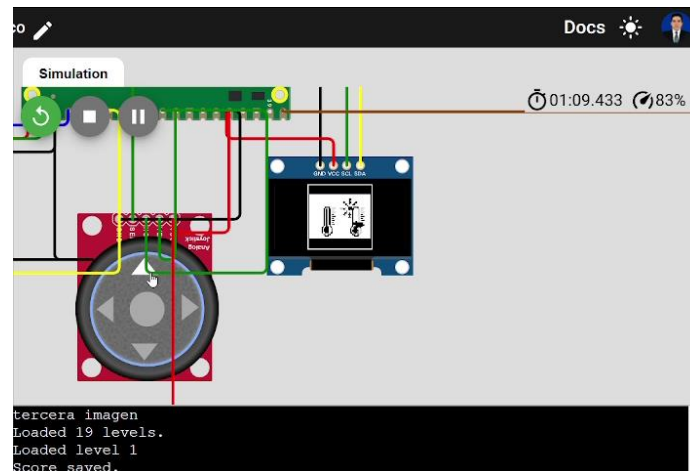 co
Docs
Simulation
01:09.433
83%
GND VCC SCL SDA
Analog
Joystick
tercera imagen
Loaded 19 levels.
Loaded level 1
Score saved.